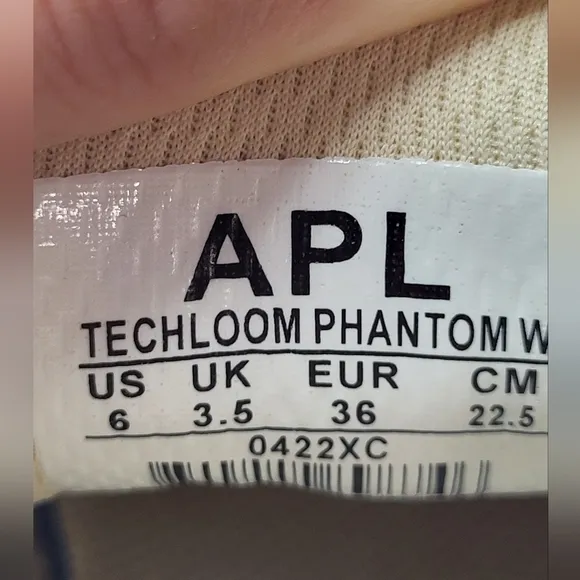 APL
TECHLOOM PHANTOM W
US UK EUR CM
6 3.5 36 22.5
0422XC